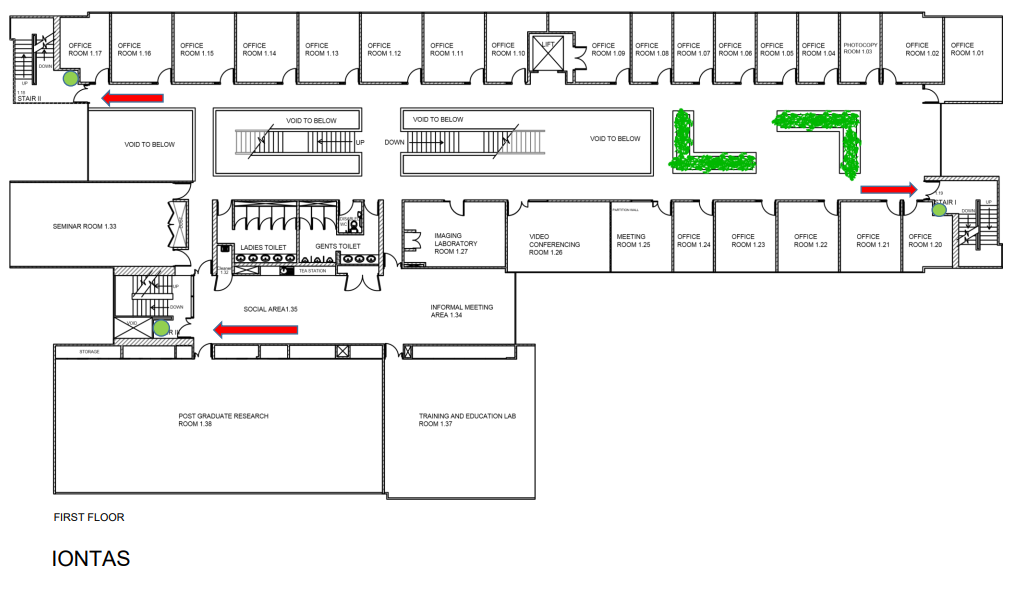 OFFICE
ROOM 1.17
OFFICE
ROOM 1.16
OFFICE
ROOM 1.15
OFFICE
ROOM 1.14
OFFICE
ROOM 1.13
OFFICE
ROOM 1.12
OFFICE
ROOM 1.11
OFFICE
ROOM 1.10
LIFT
OFFICE
ROOM 1.09
OFFICE
ROOM 1.08
OFFICE
ROOM 1.07
OFFICE
ROOM 1.06
OFFICE
ROOM 1.05
OFFICE
ROOM 1.04
PHOTOCOPY
ROOM 1.03
OFFICE
ROOM 1.02
OFFICE
ROOM 1.01
DOWN
UP
1.18
STAIR II
VOID TO BELOW
VOID TO BELOW
UP
VOID TO BELOW
DOWN
VOID TO BELOW
1.19
STAIR I
UP
DOWN
SEMINAR ROOM 1.33
LADIES TOILET
GENTS TOILET
Cleaner
1.32
TEA STATION
IMAGING
LABORATORY
ROOM 1.27
VIDEO
CONFERENCING
ROOM 1.26
PARTITION WALL
MEETING
ROOM 1.25
OFFICE
ROOM 1.24
OFFICE
ROOM 1.23
OFFICE
ROOM 1.22
OFFICE
ROOM 1.21
OFFICE
ROOM 1.20
UP
DOWN
VOID
SOCIAL AREA1.35
INFORMAL MEETING
AREA 1.34
STORAGE
POST GRADUATE RESEARCH
ROOM 1.38
TRAINING AND EDUCATION LAB
ROOM 1.37
FIRST FLOOR
IONTAS